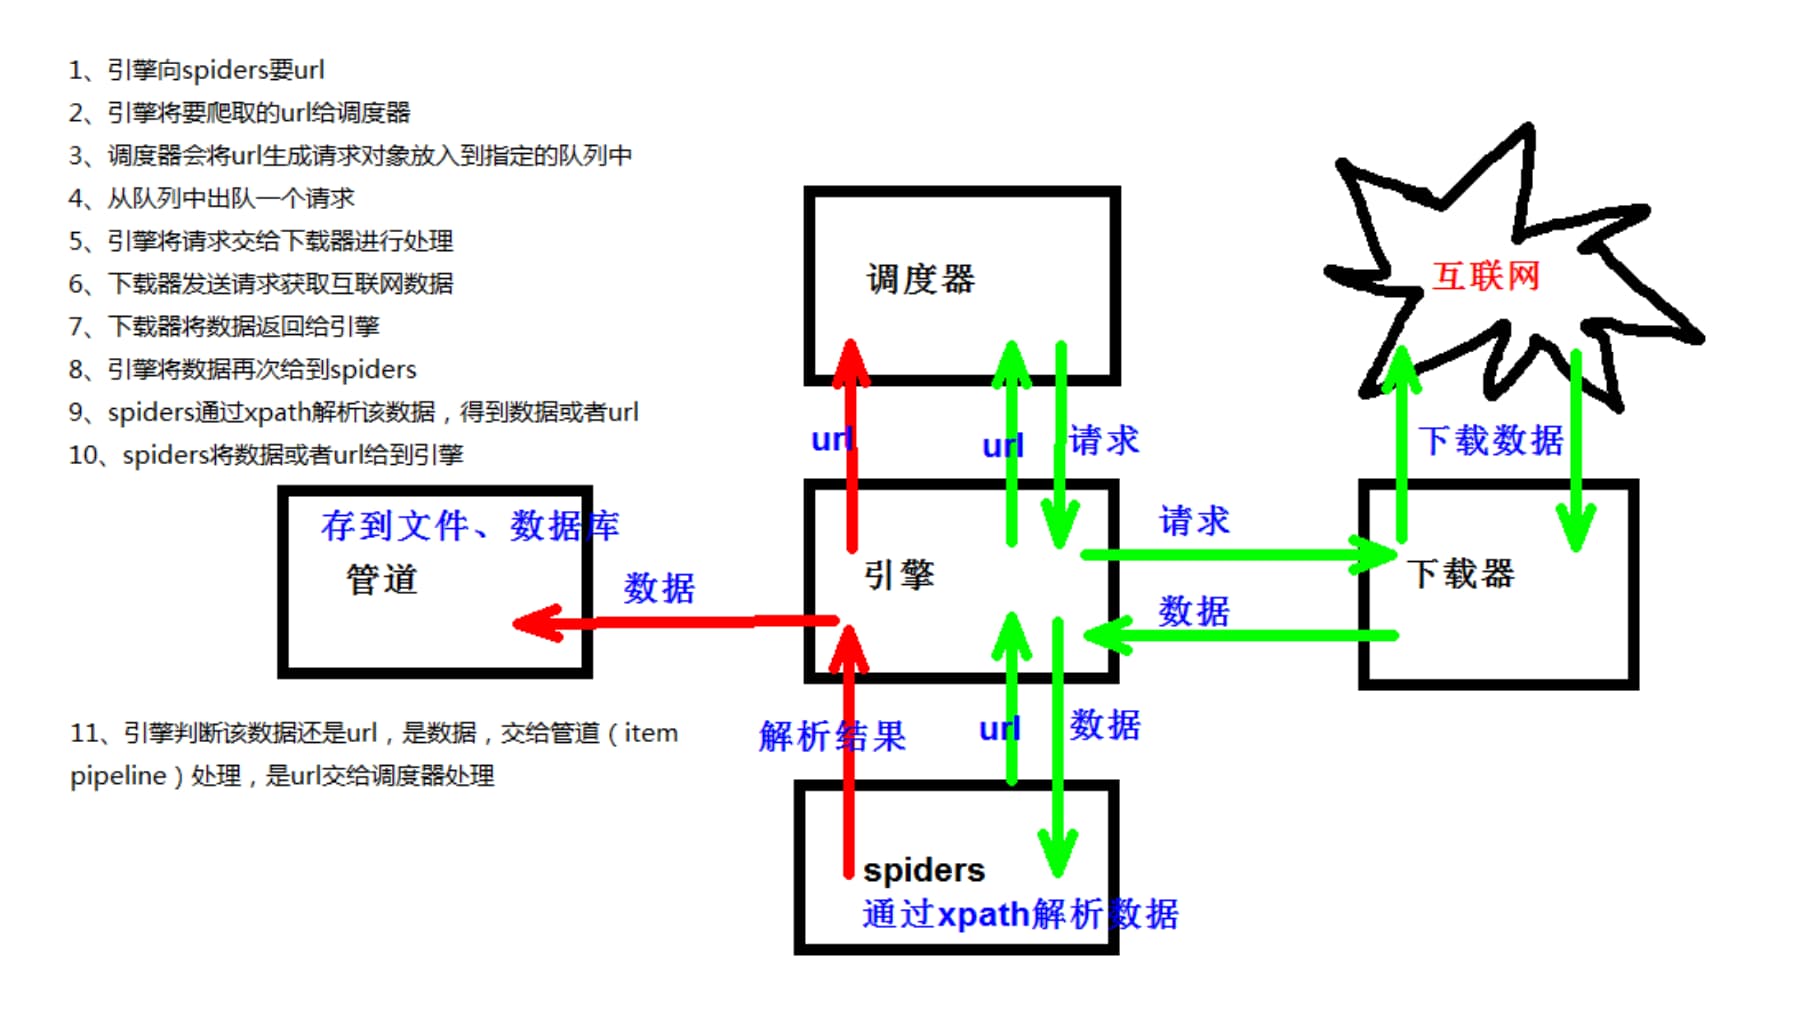 1、引擎向spiders要url
2、引擎将要爬取的url给调度器
3、调度器会将url生成请求对象放入到指定的队列中
4、从队列中出队一个请求
5、引擎将请求交给下载器进行处理
6、下载器发送请求获取互联网数据
7、下载器将数据返回给引擎
8、引擎将数据再次给到spiders
9、spiders通过xpath解析该数据，得到数据或者url
10、spiders将数据或者url给到引擎
调度器
互联网
url
url
请求
下载数据
存到文件、数据库
管道
数据
引擎
请求
数据
下载器
11、引擎判断该数据还是url，是数据，交给管道（item
pipeline）处理，是url交给调度器处理
解析结果
url
数据
spiders
通过xpath解析数据